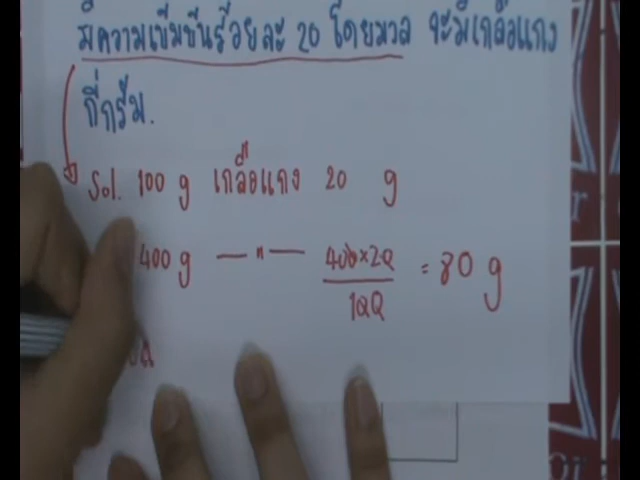 มีความเข้มข้นร้อยละ 20 โดยมวล จะมีเกลือแกง
กี่กรัม.
Sol. 100 g เกลือแกง 20 g
400 g — " — 400×20/100 = 80 g